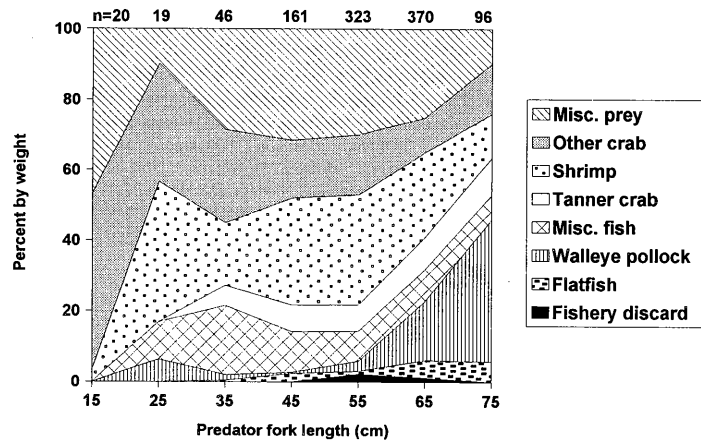 n=20 19 46 161 323 370 96
100
80
60
40
20
0
Percent by weight
15 25 35 45 55 65 75
Predator fork length (cm)
Misc. prey
Other crab
Shrimp
Tanner crab
Misc. fish
Walleye pollock
Flatfish
Fishery discard